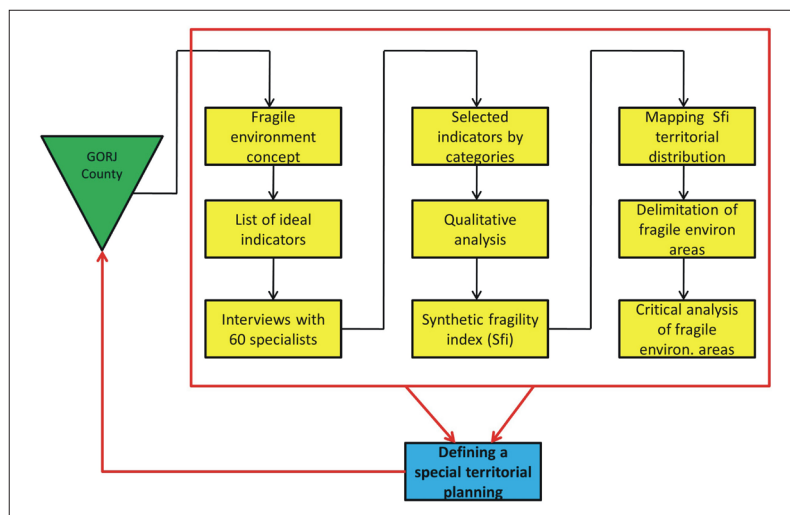 GORJ
County
Fragile
environment
concept
List of ideal
indicators
Interviews with
60 specialists
Selected
indicators by
categories
Qualitative
analysis
Synthetic fragility
index (Sfi)
Mapping Sfi
territorial
distribution
Delimitation of
fragile environ
areas
Critical analysis
of fragile
environ. areas
Defining a
special territorial
planning